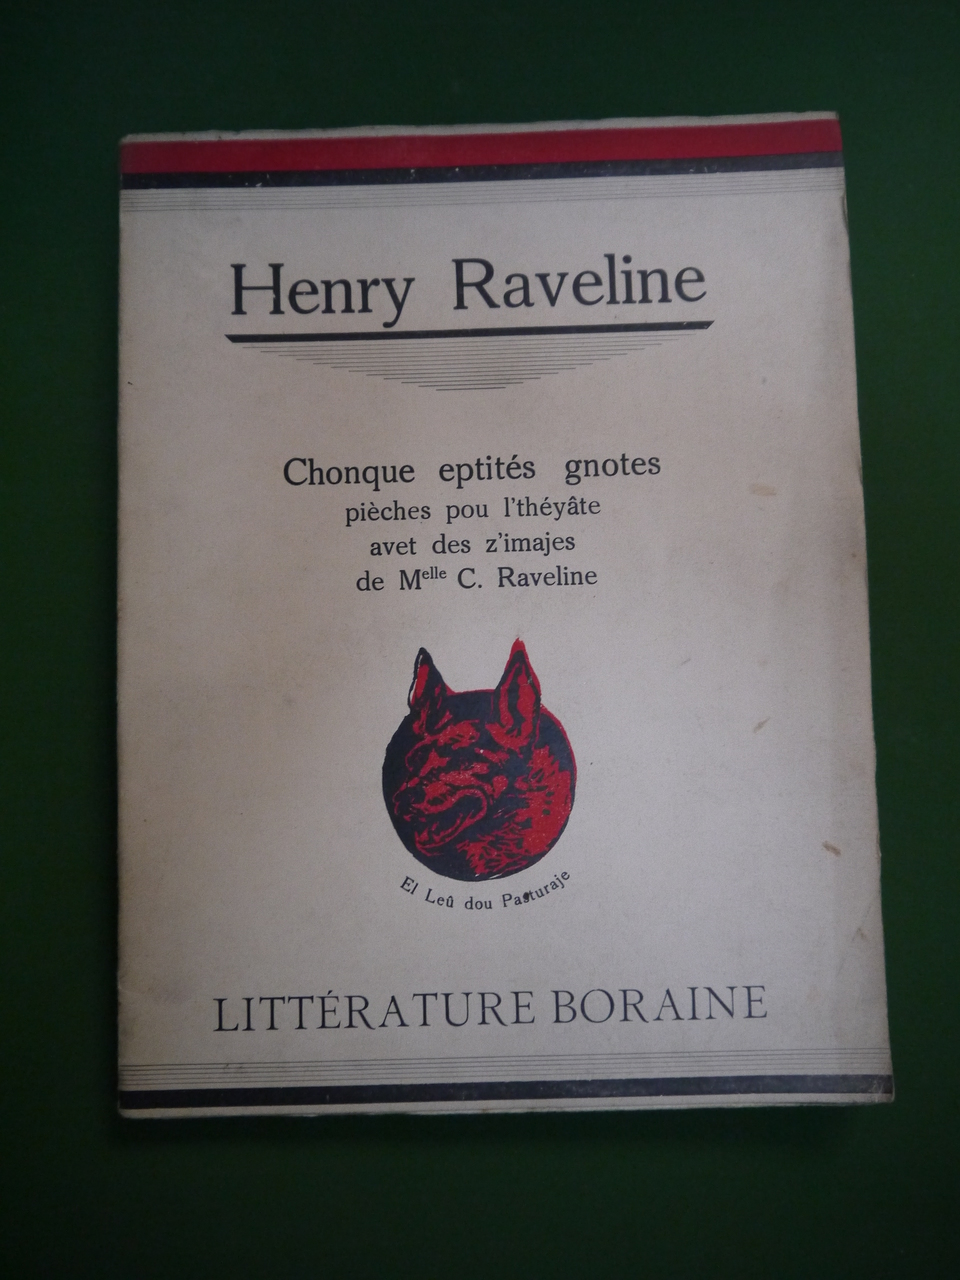 Henry Raveline
Chonque eptités gnotes
pièches pou l'théyâte
avet des z'imajes
de Melle C. Raveline
El Leû dou Pasturaje
LITTÉRATURE BORAINE